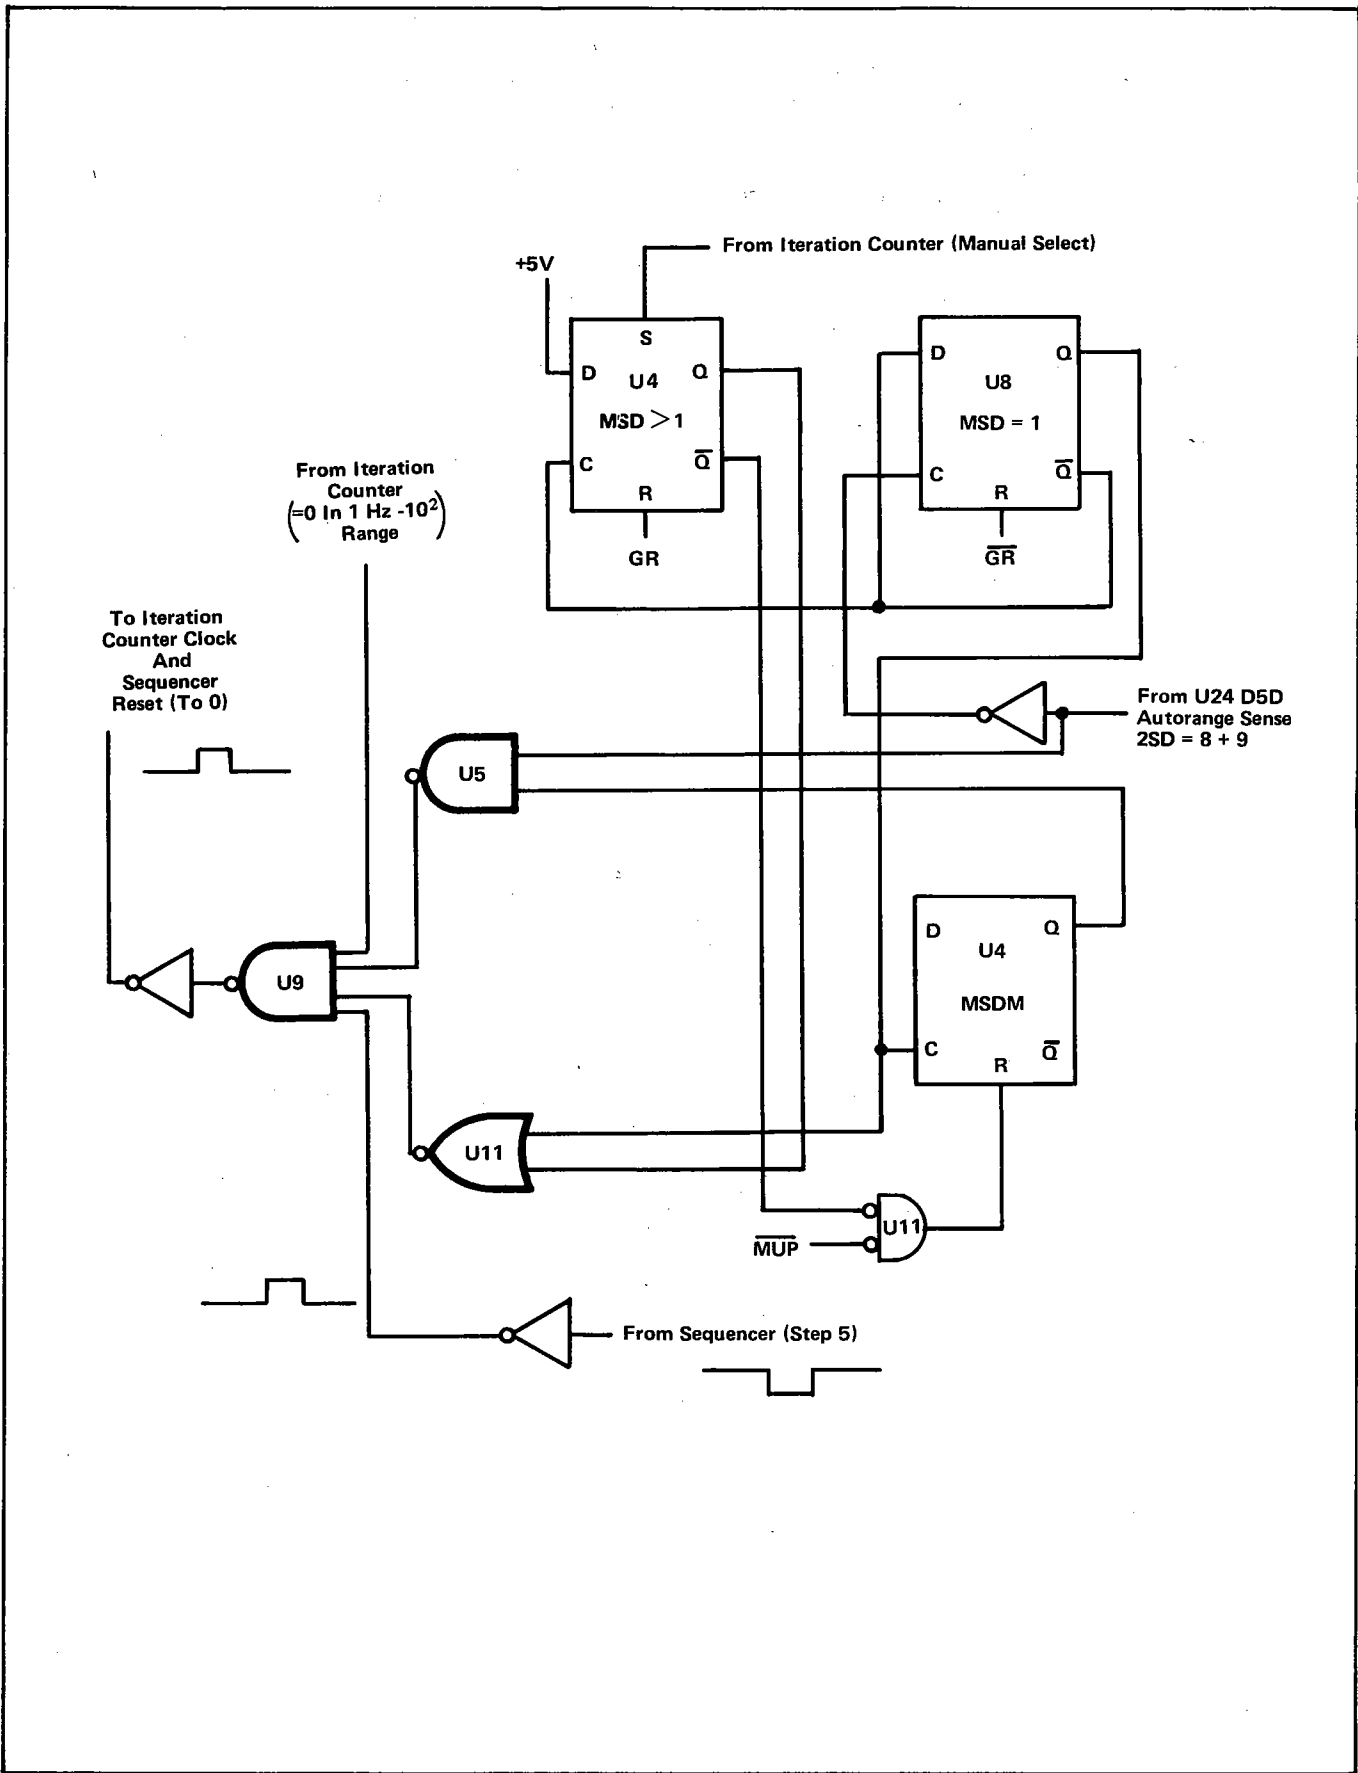 From Iteration Counter (Manual Select)
+5V
S
D
U4
Q
MSD > 1
C
Q̅
R
GR
D
Q
U8
MSD = 1
C
Q̅
R
G̅R̅
From Iteration
Counter
(=0 In 1 Hz -10²)
Range
To Iteration
Counter Clock
And
Sequencer
Reset (To 0)
From U24 D5D
Autorange Sense
2SD = 8 + 9
U5
D
Q
U4
MSDM
C
Q̅
R
U9
U11
U11
M̅U̅P̅
From Sequencer (Step 5)